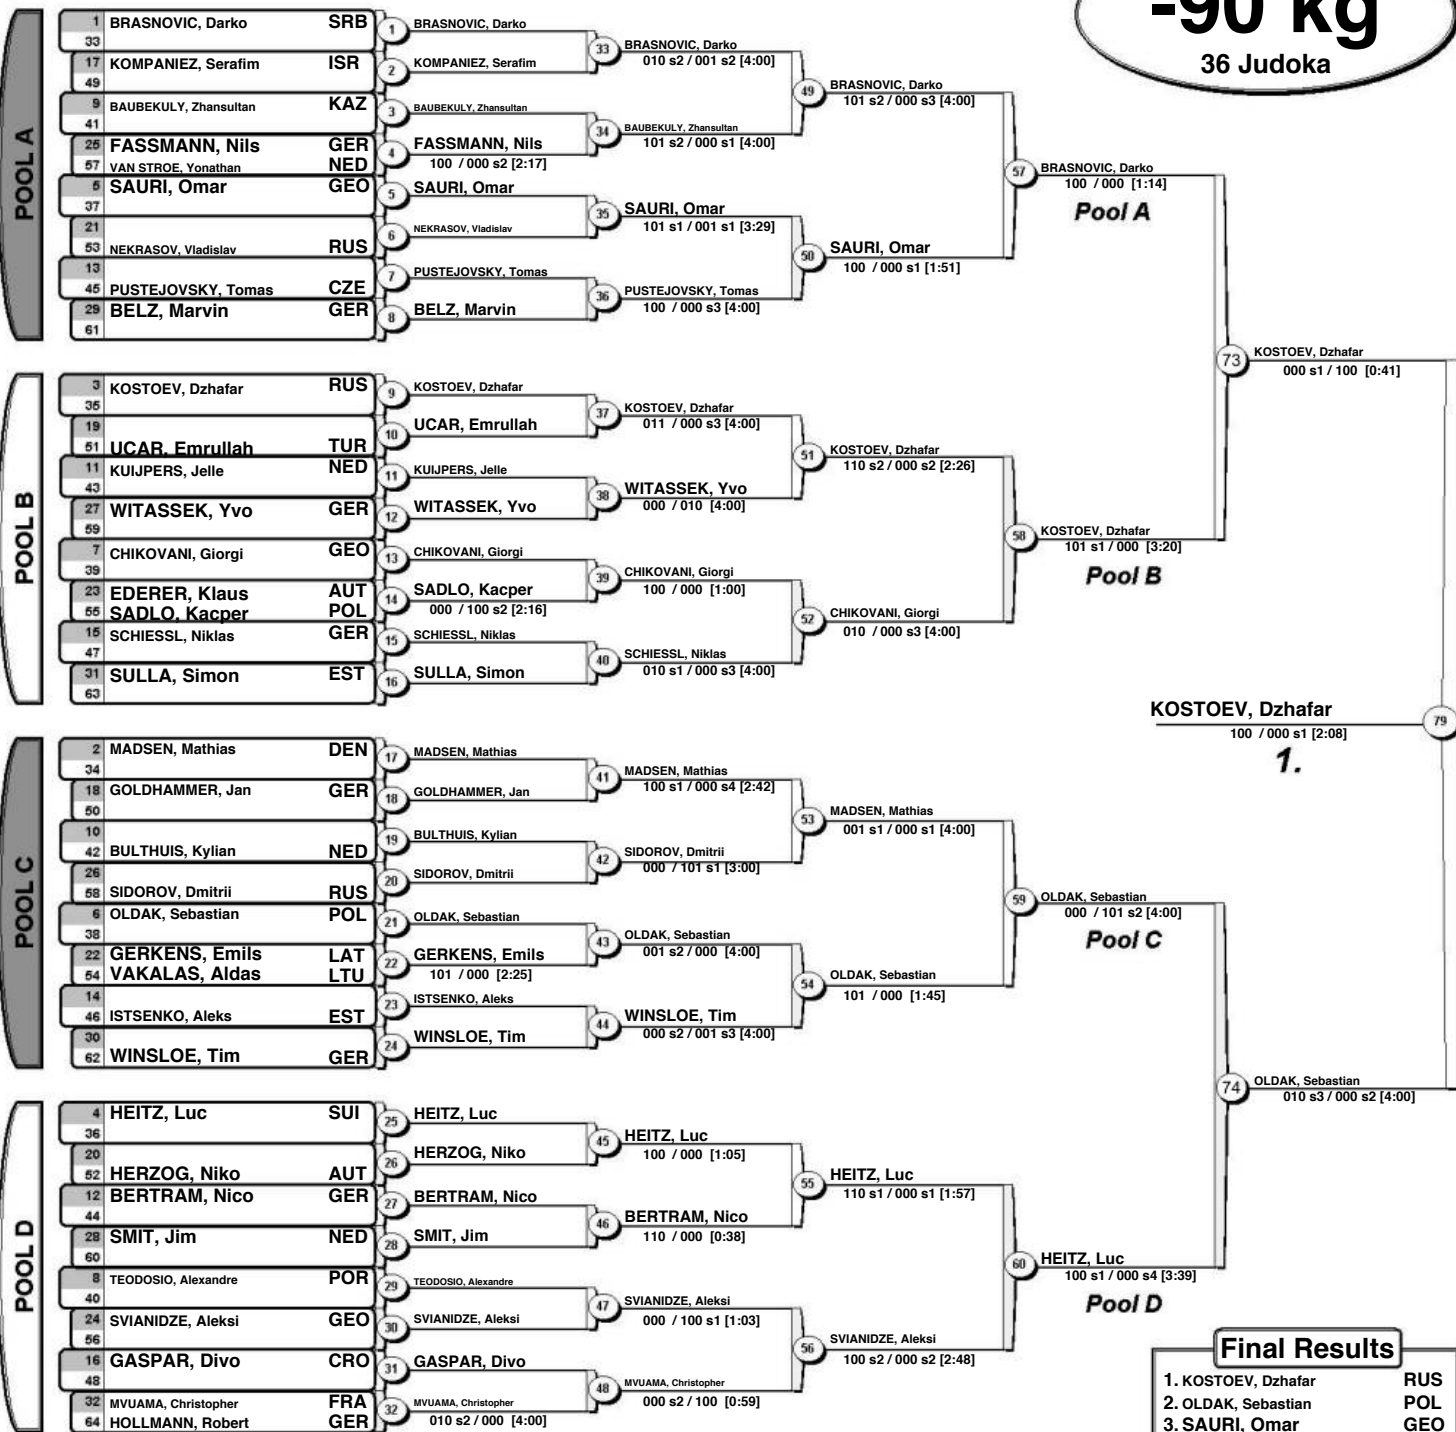 -90 kg
36 Judoka
POOL A
1 BRASNOVIC, Darko SRB
33
17 KOMPANIEZ, Serafim ISR
49
9 BAUBEKULY, Zhansultan KAZ
41
25 FASSMANN, Nils GER
57 VAN STROE, Yonathan NED
5 SAURI, Omar GEO
37
21
53 NEKRASOV, Vladislav RUS
13
45 PUSTEJOVSKY, Tomas CZE
29 BELZ, Marvin GER
61
1 BRASNOVIC, Darko
2 KOMPANIEZ, Serafim
3 BAUBEKULY, Zhansultan
4 FASSMANN, Nils
100 / 000 s2 [2:17]
5 SAURI, Omar
6 NEKRASOV, Vladislav
7 PUSTEJOVSKY, Tomas
8 BELZ, Marvin
33 BRASNOVIC, Darko
010 s2 / 001 s2 [4:00]
34 BAUBEKULY, Zhansultan
101 s2 / 000 s1 [4:00]
35 SAURI, Omar
101 s1 / 001 s1 [3:29]
36 PUSTEJOVSKY, Tomas
100 / 000 s3 [4:00]
49 BRASNOVIC, Darko
101 s2 / 000 s3 [4:00]
50 SAURI, Omar
100 / 000 s1 [1:51]
57 BRASNOVIC, Darko
100 / 000 [1:14]
Pool A
POOL B
3 KOSTOEV, Dzhafar RUS
35
19
51 UCAR, Emrullah TUR
11 KUIJPERS, Jelle NED
43
27 WITASSEK, Yvo GER
59
7 CHIKOVANI, Giorgi GEO
39
23 EDERER, Klaus AUT
55 SADLO, Kacper POL
15 SCHIESSL, Niklas GER
47
31 SULLA, Simon EST
63
9 KOSTOEV, Dzhafar
10 UCAR, Emrullah
11 KUIJPERS, Jelle
12 WITASSEK, Yvo
13 CHIKOVANI, Giorgi
14 SADLO, Kacper
000 / 100 s2 [2:16]
15 SCHIESSL, Niklas
16 SULLA, Simon
37 KOSTOEV, Dzhafar
011 / 000 s3 [4:00]
38 WITASSEK, Yvo
000 / 010 [4:00]
39 CHIKOVANI, Giorgi
100 / 000 [1:00]
40 SCHIESSL, Niklas
010 s1 / 000 s3 [4:00]
51 KOSTOEV, Dzhafar
110 s2 / 000 s2 [2:26]
52 CHIKOVANI, Giorgi
010 / 000 s3 [4:00]
58 KOSTOEV, Dzhafar
101 s1 / 000 [3:20]
Pool B
73 KOSTOEV, Dzhafar
000 s1 / 100 [0:41]
KOSTOEV, Dzhafar 79
100 / 000 s1 [2:08]
1.
POOL C
2 MADSEN, Mathias DEN
34
18 GOLDHAMMER, Jan GER
50
10
42 BULTHUIS, Kylian NED
26
58 SIDOROV, Dmitrii RUS
6 OLDAK, Sebastian POL
38
22 GERKENS, Emils LAT
54 VAKALAS, Aldas LTU
14
46 ISTSENKO, Aleks EST
30
62 WINSLOE, Tim GER
17 MADSEN, Mathias
18 GOLDHAMMER, Jan
19 BULTHUIS, Kylian
20 SIDOROV, Dmitrii
21 OLDAK, Sebastian
22 GERKENS, Emils
101 / 000 [2:25]
23 ISTSENKO, Aleks
24 WINSLOE, Tim
41 MADSEN, Mathias
100 s1 / 000 s4 [2:42]
42 SIDOROV, Dmitrii
000 / 101 s1 [3:00]
43 OLDAK, Sebastian
001 s2 / 000 [4:00]
44 WINSLOE, Tim
000 s2 / 001 s3 [4:00]
53 MADSEN, Mathias
001 s1 / 000 s1 [4:00]
54 OLDAK, Sebastian
101 / 000 [1:45]
59 OLDAK, Sebastian
000 / 101 s2 [4:00]
Pool C
POOL D
4 HEITZ, Luc SUI
36
20
52 HERZOG, Niko AUT
12 BERTRAM, Nico GER
44
28 SMIT, Jim NED
60
8 TEODOSIO, Alexandre POR
40
24 SVIANIDZE, Aleksi GEO
56
16 GASPAR, Divo CRO
48
32 MVUAMA, Christopher FRA
64 HOLLMANN, Robert GER
25 HEITZ, Luc
26 HERZOG, Niko
27 BERTRAM, Nico
28 SMIT, Jim
29 TEODOSIO, Alexandre
30 SVIANIDZE, Aleksi
31 GASPAR, Divo
32 MVUAMA, Christopher
010 s2 / 000 [4:00]
45 HEITZ, Luc
100 / 000 [1:05]
46 BERTRAM, Nico
110 / 000 [0:38]
47 SVIANIDZE, Aleksi
000 / 100 s1 [1:03]
48 MVUAMA, Christopher
000 s2 / 100 [0:59]
55 HEITZ, Luc
110 s1 / 000 s1 [1:57]
56 SVIANIDZE, Aleksi
100 s2 / 000 s2 [2:48]
60 HEITZ, Luc
100 s1 / 000 s4 [3:39]
Pool D
74 OLDAK, Sebastian
010 s3 / 000 s2 [4:00]
Final Results
1. KOSTOEV, Dzhafar RUS
2. OLDAK, Sebastian POL
3. SAURI, Omar GEO